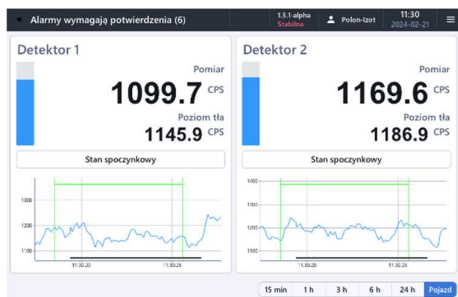 Alarmy wymagają potwierdzenia (6)
1.3.1-alpha
Stabilna
Polon-Izot
11:30
2024-02-21
Detektor 1
Pomiar
1099.7 CPS
Poziom tła
1145.9 CPS
Stan spoczynkowy
1300
1200
1100
11:30:20
11:30:25
Detektor 2
Pomiar
1169.6 CPS
Poziom tła
1186.9 CPS
Stan spoczynkowy
1400
1300
1200
1100
11:30:20
11:30:25
15 min
1 h
3 h
6 h
24 h
Pojazd